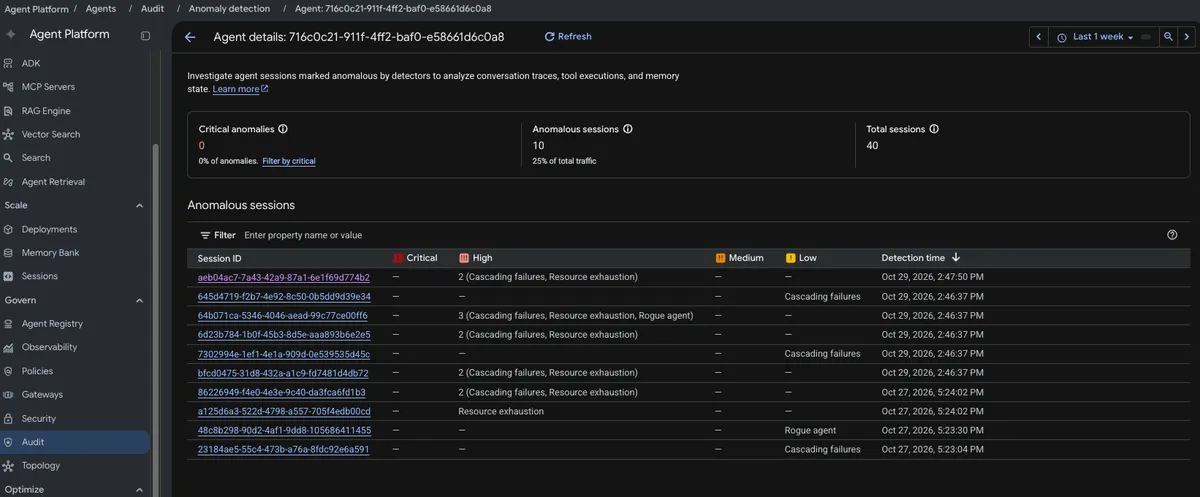 Agent Platform / Agents / Audit / Anomaly detection / Agent: 716c0c21-911f-4ff2-baf0-e58661d6c0a8
Agent Platform
ADK
MCP Servers
RAG Engine
Vector Search
Search
Agent Retrieval
Scale
Deployments
Memory Bank
Sessions
Govern
Agent Registry
Observability
Policies
Gateways
Security
Audit
Topology
Optimize
Agent details: 716c0c21-911f-4ff2-baf0-e58661d6c0a8 Refresh Last 1 week
Investigate agent sessions marked anomalous by detectors to analyze conversation traces, tool executions, and memory
state. Learn more
Critical anomalies Anomalous sessions Total sessions
0 10 40
0% of anomalies. Filter by critical 25% of total traffic
Anomalous sessions
Filter Enter property name or value
Session ID Critical High Medium Low Detection time
aeb04ac7-7a43-42a9-87a1-6e1f69d774b2 — 2 (Cascading failures, Resource exhaustion) — — Oct 29, 2026, 2:47:50 PM
645d4719-f2b7-4e92-8c50-0b5dd9d39e34 — — — Cascading failures Oct 29, 2026, 2:46:37 PM
64b071ca-5346-4046-aead-99c77ce00ff6 — 3 (Cascading failures, Resource exhaustion, Rogue agent) — — Oct 29, 2026, 2:46:37 PM
6d23b784-1b0f-45b3-8d5e-aaa893b6e2e5 — 2 (Cascading failures, Resource exhaustion) — — Oct 29, 2026, 2:46:37 PM
7302994e-1ef1-4e1a-909d-0e539535d45c — — — Cascading failures Oct 29, 2026, 2:46:37 PM
bfcd0475-31d8-432a-a1c9-fd7481d4db72 — 2 (Cascading failures, Resource exhaustion) — — Oct 29, 2026, 2:46:37 PM
86226949-f4e0-4e3e-9c40-da3fca6fd1b3 — 2 (Cascading failures, Resource exhaustion) — — Oct 27, 2026, 5:24:02 PM
a125d6a3-522d-4798-a557-705f4edb00cd — Resource exhaustion — — Oct 27, 2026, 5:24:02 PM
48c8b298-90d2-4af1-9dd8-105686411455 — — — Rogue agent Oct 27, 2026, 5:23:30 PM
23184ae5-55c4-473b-a76a-8fdc92e6a591 — — — Cascading failures Oct 27, 2026, 5:23:04 PM